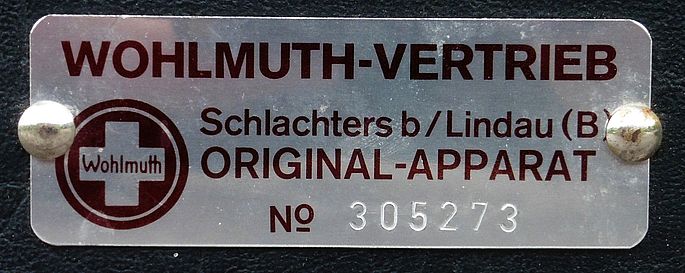 WOHLMUTH-VERTRIEB
Schlachters b/Lindau (B)
Wohlmuth
ORIGINAL-APPARAT
Nº 305273